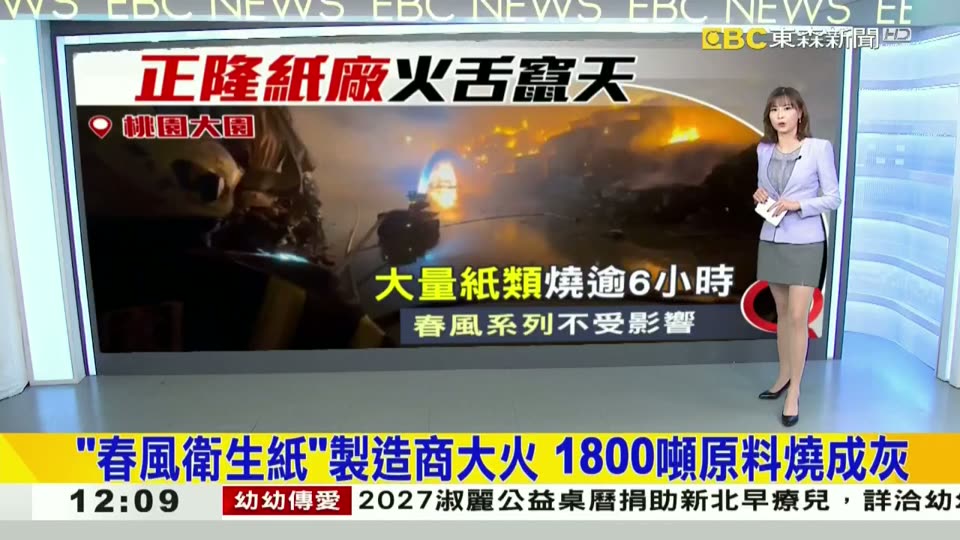 EBC NEWS EBC NEWS EBC NEWS EB
EBC 東森新聞 HD
正隆紙廠火舌竄天
桃園大園
大量紙類燒逾6小時
春風系列不受影響
"春風衛生紙"製造商大火 1800噸原料燒成灰
12:09 幼幼傳愛 2027淑麗公益桌曆捐助新北早療兒，詳洽幼幼